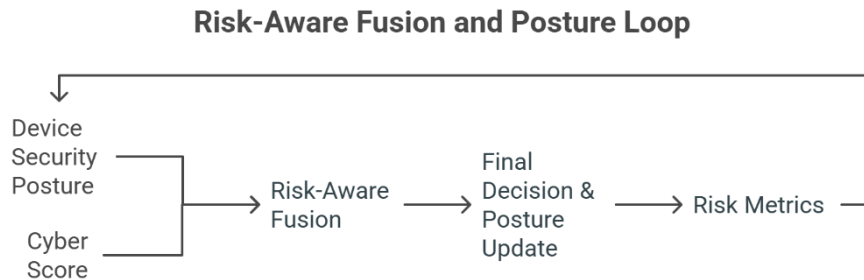 Risk-Aware Fusion and Posture Loop
Device
Security
Posture
Cyber
Score
Risk-Aware
Fusion
Final
Decision &
Posture
Update
Risk Metrics